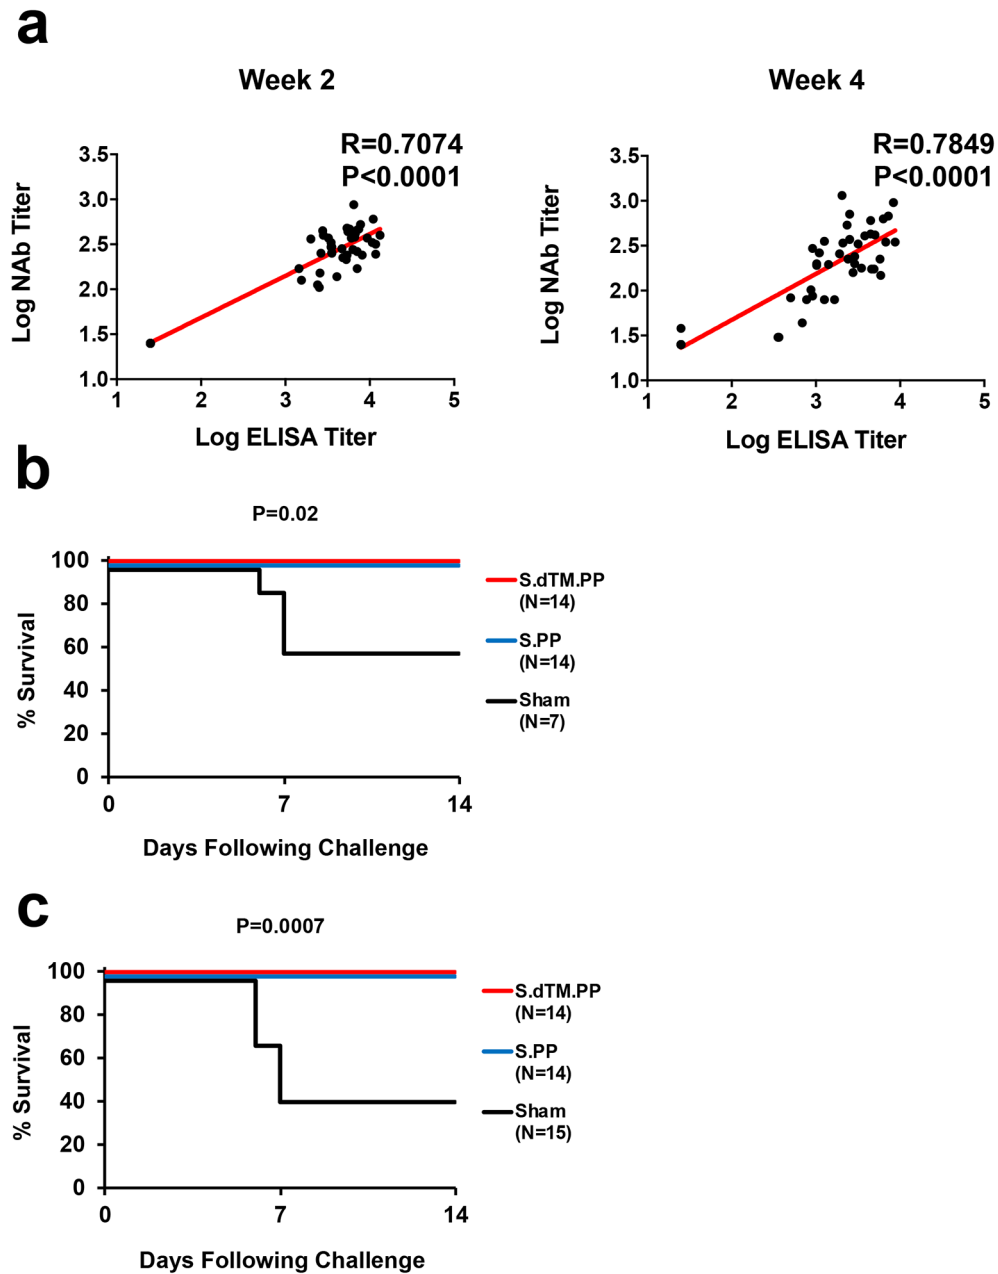 a
Week 2
R=0.7074
P<0.0001
Log NAb Titer
3.5
3.0
2.5
2.0
1.5
1.0
1 2 3 4 5
Log ELISA Titer
Week 4
R=0.7849
P<0.0001
Log NAb Titer
3.5
3.0
2.5
2.0
1.5
1.0
1 2 3 4 5
Log ELISA Titer
b
P=0.02
% Survival
100
80
60
40
20
0
0 7 14
Days Following Challenge
S.dTM.PP
(N=14)
S.PP
(N=14)
Sham
(N=7)
c
P=0.0007
% Survival
100
80
60
40
20
0
0 7 14
Days Following Challenge
S.dTM.PP
(N=14)
S.PP
(N=14)
Sham
(N=15)